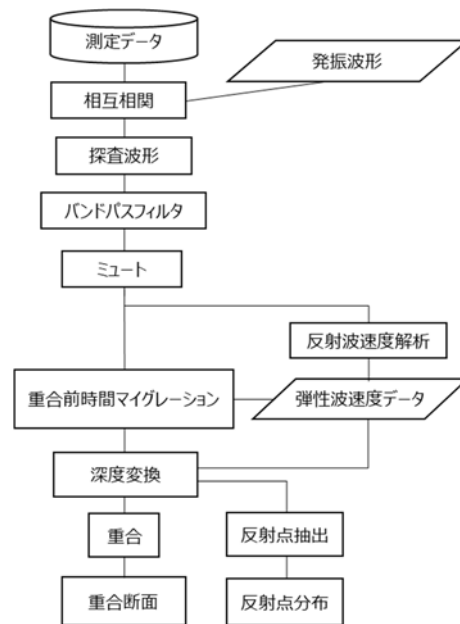 測定データ
発振波形
相互相関
探査波形
バンドパスフィルタ
ミュート
反射波速度解析
重合前時間マイグレーション
弾性波速度データ
深度変換
重合
反射点抽出
重合断面
反射点分布